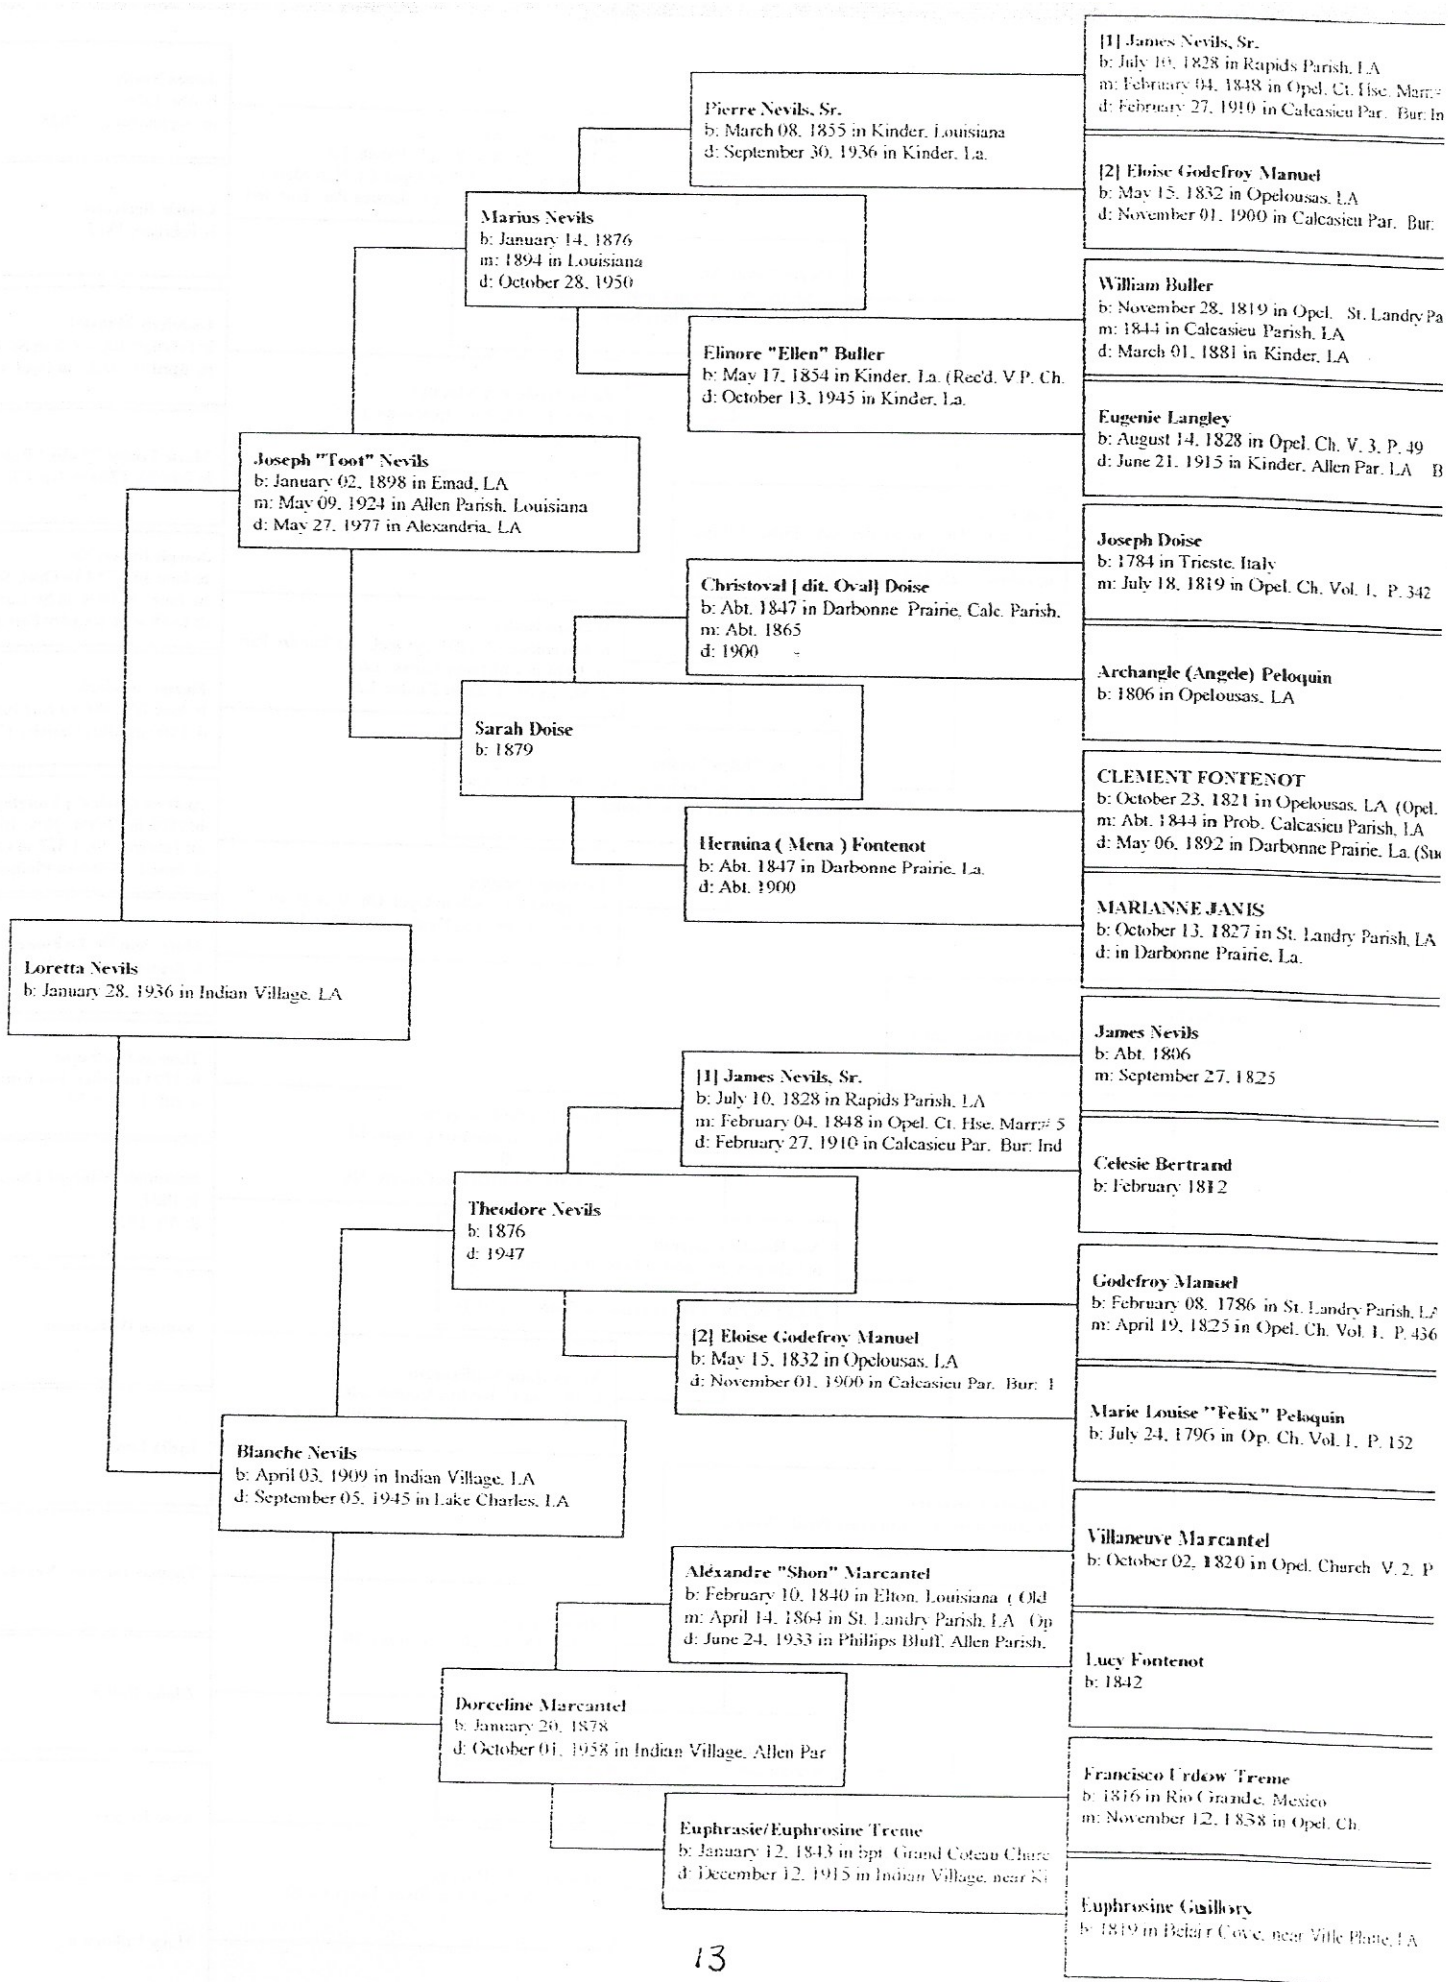 [1] James Nevils, Sr.
b: July 10, 1828 in Rapids Parish, LA
m: February 04, 1848 in Opel. Ct. Hse. Marr:#
d: February 27, 1910 in Calcasieu Par. Bur: In
Pierre Nevils, Sr.
b: March 08, 1855 in Kinder, Louisiana
d: September 30, 1936 in Kinder, La.
[2] Eloise Godefroy Manuel
b: May 15, 1832 in Opelousas, LA
d: November 01, 1900 in Calcasieu Par. Bur:
Marius Nevils
b: January 14, 1876
m: 1894 in Louisiana
d: October 28, 1950
William Buller
b: November 28, 1819 in Opel. St. Landry Pa
m: 1844 in Calcasieu Parish, LA
d: March 01, 1881 in Kinder, LA
Elinore "Ellen" Buller
b: May 17, 1854 in Kinder, La. (Rec'd. V.P. Ch.
d: October 13, 1945 in Kinder, La.
Eugenie Langley
b: August 14, 1828 in Opel. Ch. V. 3, P. 49
d: June 21, 1915 in Kinder, Allen Par. LA B
Joseph "Toot" Nevils
b: January 02, 1898 in Emad, LA
m: May 09, 1924 in Allen Parish, Louisiana
d: May 27, 1977 in Alexandria, LA
Joseph Doise
b: 1784 in Trieste, Italy
m: July 18, 1819 in Opel. Ch. Vol. 1, P. 342
Christoval [ dit. Oval] Doise
b: Abt. 1847 in Darbonne Prairie, Calc. Parish,
m: Abt. 1865
d: 1900
Archangle (Angele) Peloquin
b: 1806 in Opelousas, LA
Sarah Doise
b: 1879
CLEMENT FONTENOT
b: October 23, 1821 in Opelousas, LA (Opel.
m: Abt. 1844 in Prob. Calcasieu Parish, LA
d: May 06, 1892 in Darbonne Prairie, La. (Suc
Hermina ( Mena ) Fontenot
b: Abt. 1847 in Darbonne Prairie, La.
d: Abt. 1900
MARIANNE JANIS
b: October 13, 1827 in St. Landry Parish, LA
d: in Darbonne Prairie, La.
Loretta Nevils
b: January 28, 1936 in Indian Village, LA
James Nevils
b: Abt. 1806
m: September 27, 1825
[1] James Nevils, Sr.
b: July 10, 1828 in Rapids Parish, LA
m: February 04, 1848 in Opel. Ct. Hse. Marr:# 5
d: February 27, 1910 in Calcasieu Par. Bur: Ind
Celesie Bertrand
b: February 1812
Theodore Nevils
b: 1876
d: 1947
Godefroy Manuel
b: February 08, 1786 in St. Landry Parish, LA
m: April 19, 1825 in Opel. Ch. Vol. 1, P. 436
[2] Eloise Godefroy Manuel
b: May 15, 1832 in Opelousas, LA
d: November 01, 1900 in Calcasieu Par. Bur: I
Marie Louise "Felix" Peloquin
b: July 24, 1796 in Op. Ch. Vol. 1, P. 152
Blanche Nevils
b: April 03, 1909 in Indian Village, LA
d: September 05, 1945 in Lake Charles, LA
Villaneuve Marcantel
b: October 02, 1820 in Opel. Church V. 2, P
Alexandre "Shon" Marcantel
b: February 10, 1840 in Elton, Louisiana ( Old
m: April 14, 1864 in St. Landry Parish, LA Op
d: June 24, 1933 in Phillips Bluff, Allen Parish,
Lucy Fontenot
b: 1842
Dorceline Marcantel
b: January 20, 1878
d: October 01, 1958 in Indian Village, Allen Par
Francisco Urdow Treme
b: 1816 in Rio Grande, Mexico
m: November 12, 1838 in Opel. Ch.
Euphrasie/Euphrosine Treme
b: January 12, 1843 in bpt. Grand Coteau Churc
d: December 12, 1915 in Indian Village, near Ki
Euphrosine Guillory
b: 1819 in Belair Cove, near Ville Platte, LA
13